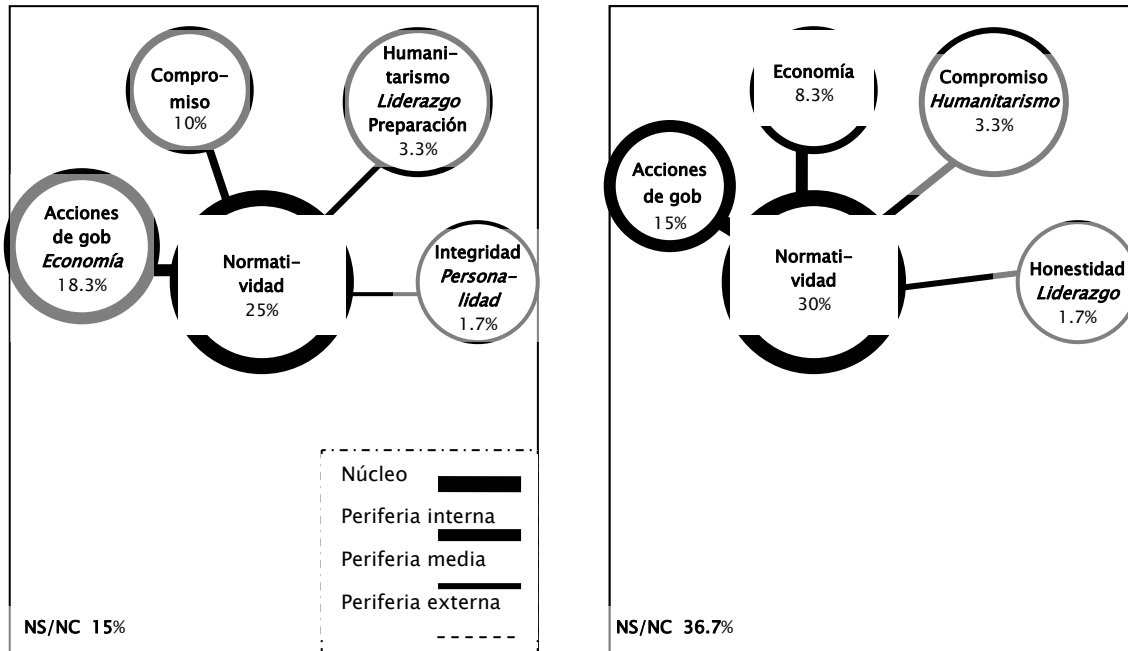 Compro-
miso
10%
Humani-
tarismo
Liderazgo
Preparación
3.3%
Acciones
de gob
Economía
18.3%
Normati-
vidad
25%
Integridad
Persona-
lidad
1.7%
Núcleo
Periferia interna
Periferia media
Periferia externa
NS/NC 15%
Economía
8.3%
Compromiso
Humanitarismo
3.3%
Acciones
de gob
15%
Normati-
vidad
30%
Honestidad
Liderazgo
1.7%
NS/NC 36.7%